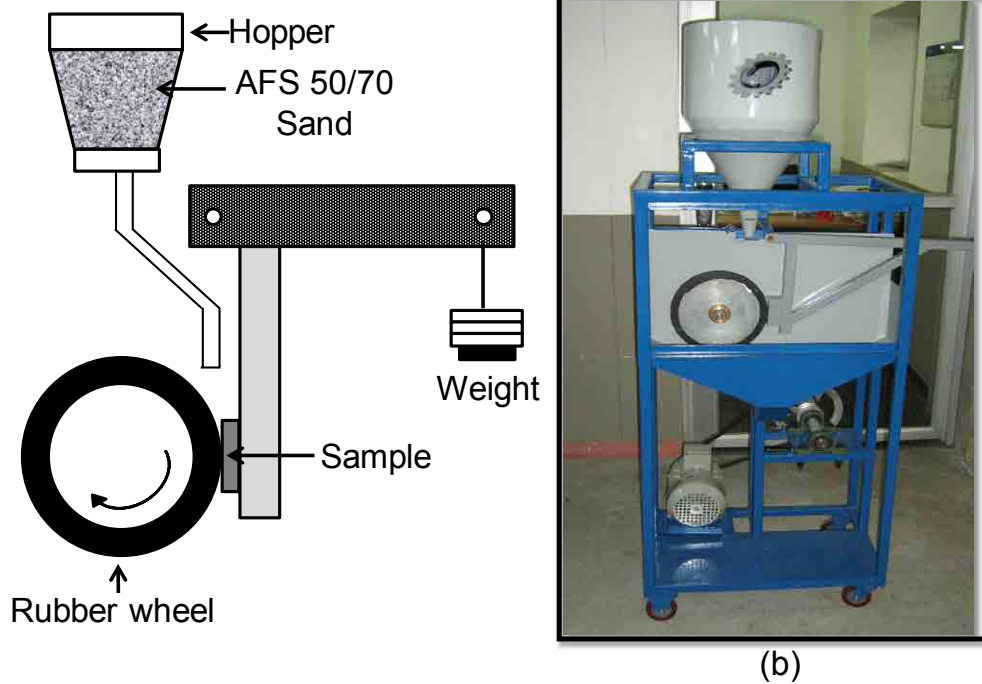 Hopper
AFS 50/70
Sand
Weight
Sample
Rubber wheel
(b)